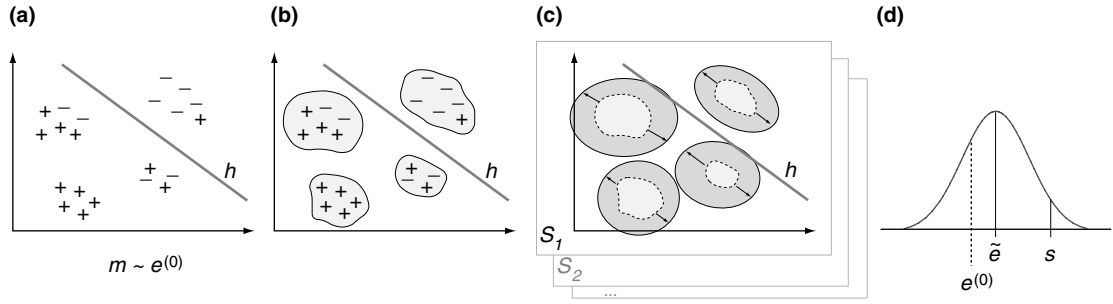 (a)
(b)
(c)
(d)
h
h
h
m ~ e(0)
S1
S2
...
ẽ
s
e(0)